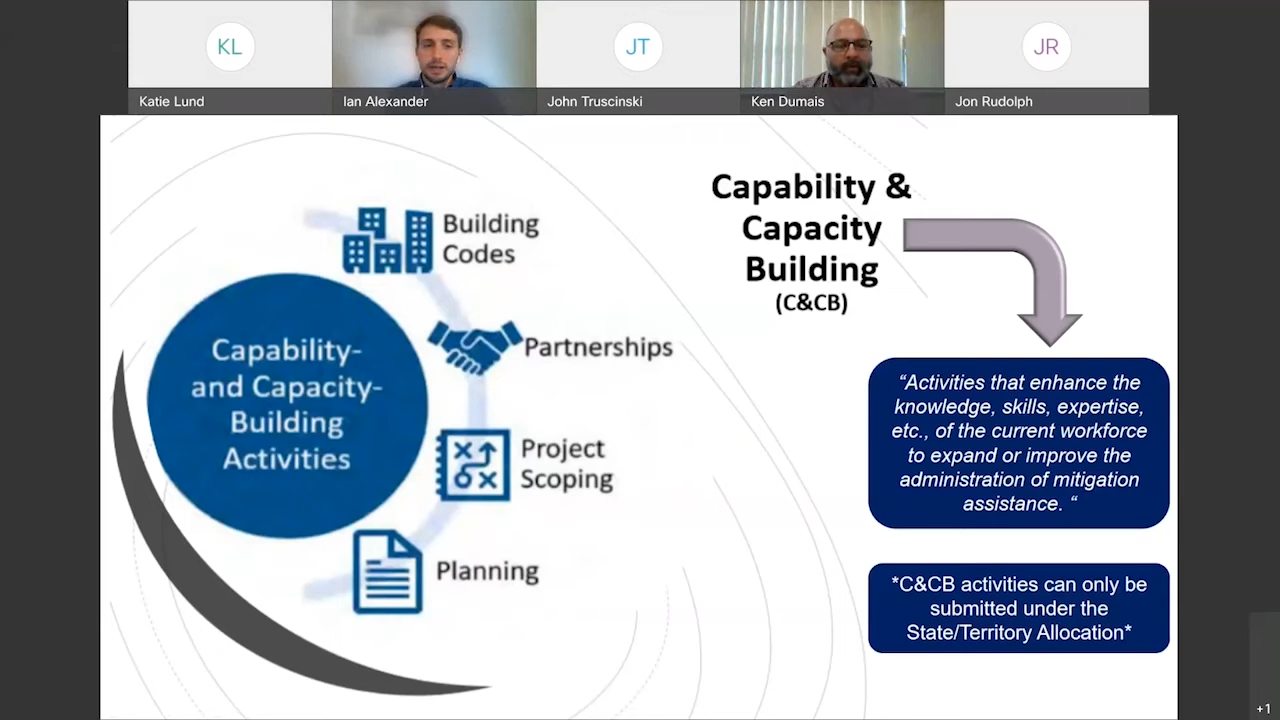 KL
JT
JR
Katie Lund
Ian Alexander
John Truscinski
Ken Dumais
Jon Rudolph
Capability &
Capacity
Building
(C&CB)
Building
Codes
Partnerships
Capability-
and Capacity-
Building
Activities
Project
Scoping
Planning
“Activities that enhance the
knowledge, skills, expertise,
etc., of the current workforce
to expand or improve the
administration of mitigation
assistance. “
*C&CB activities can only be
submitted under the
State/Territory Allocation*
+1